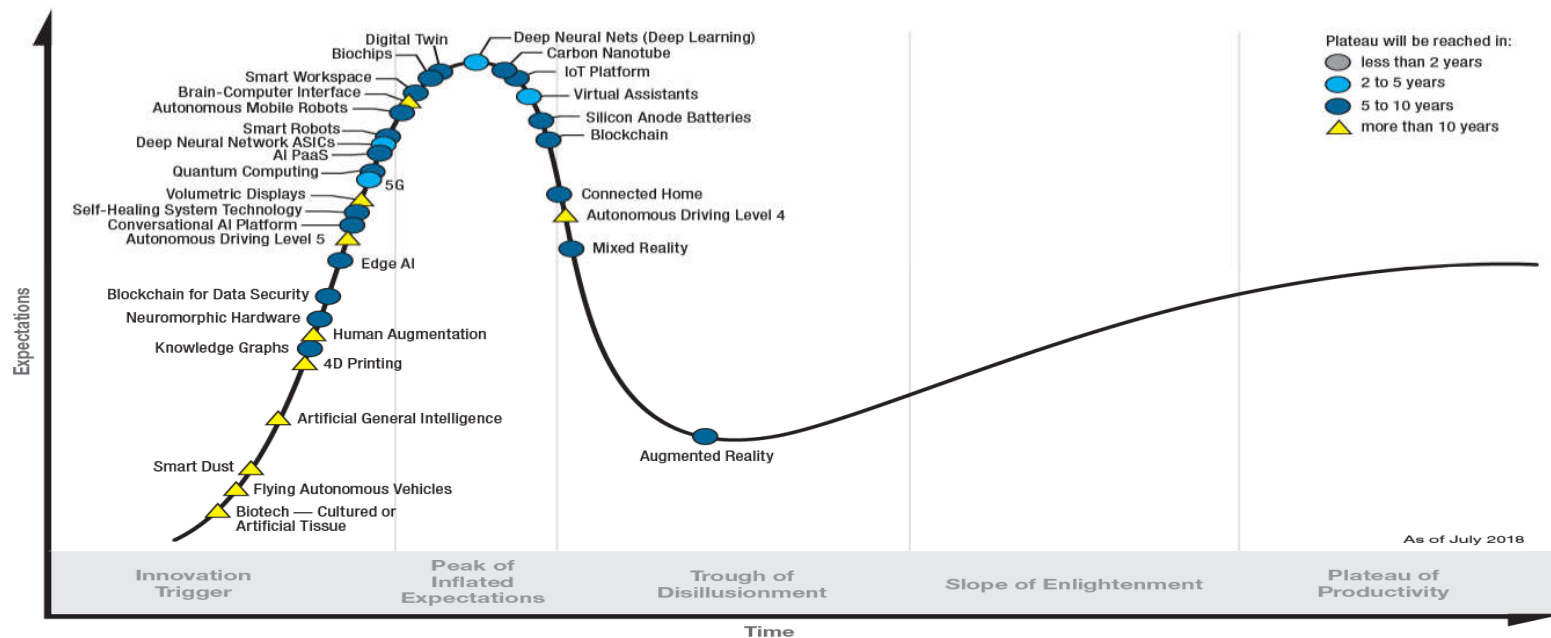 Digital Twin
Biochips
Smart Workspace
Brain-Computer Interface
Autonomous Mobile Robots
Smart Robots
Deep Neural Network ASICs
AI PaaS
Quantum Computing
5G
Volumetric Displays
Self-Healing System Technology
Conversational AI Platform
Autonomous Driving Level 5
Edge AI
Blockchain for Data Security
Neuromorphic Hardware
Human Augmentation
Knowledge Graphs
4D Printing
Artificial General Intelligence
Smart Dust
Flying Autonomous Vehicles
Biotech — Cultured or
Artificial Tissue
Deep Neural Nets (Deep Learning)
Carbon Nanotube
IoT Platform
Virtual Assistants
Silicon Anode Batteries
Blockchain
Connected Home
Autonomous Driving Level 4
Mixed Reality
Augmented Reality
Plateau will be reached in:
less than 2 years
2 to 5 years
5 to 10 years
more than 10 years
As of July 2018
Expectations
Innovation
Trigger
Peak of
Inflated
Expectations
Trough of
Disillusionment
Slope of Enlightenment
Plateau of
Productivity
Time